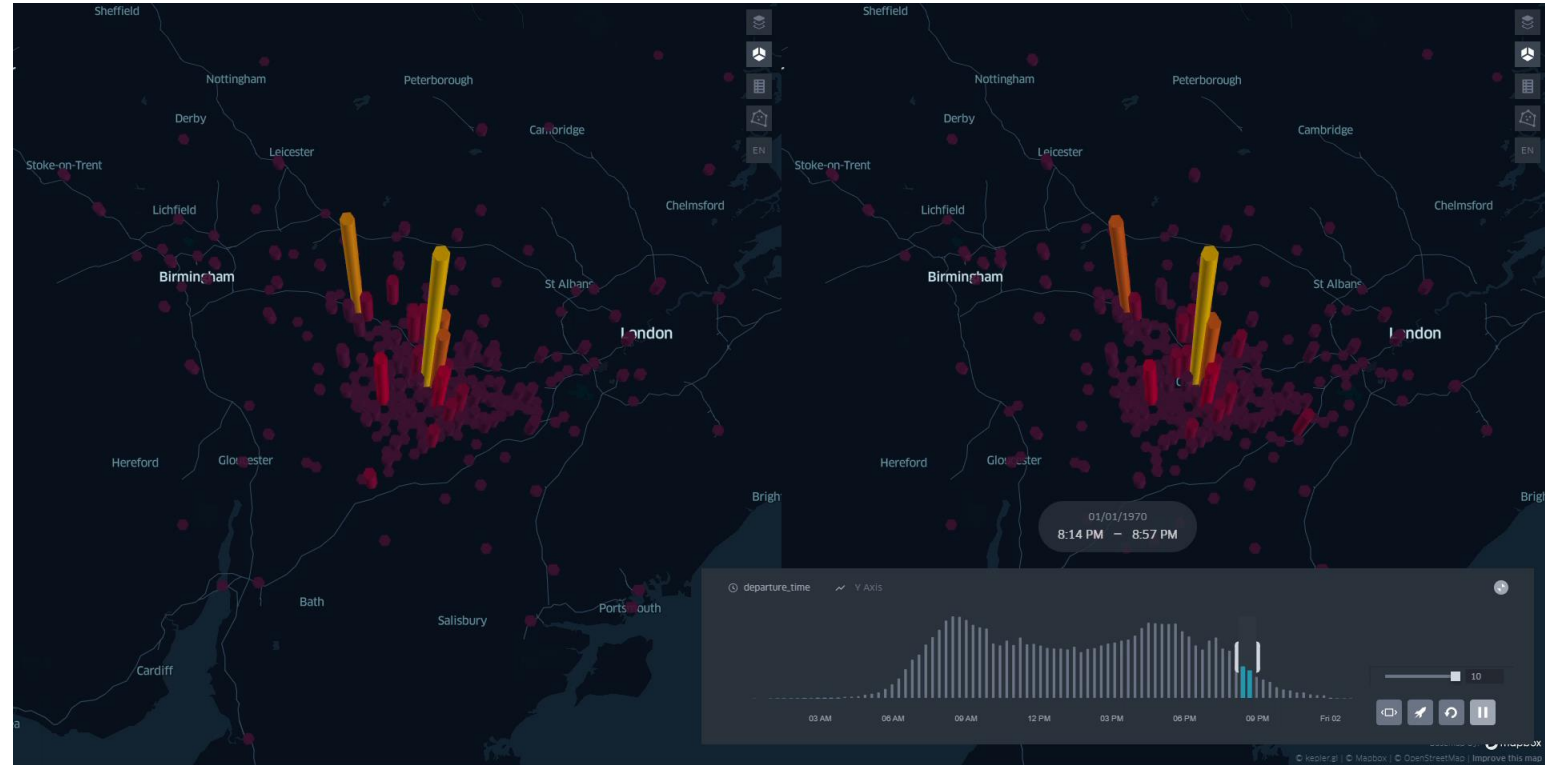 Sheffield
Nottingham
Peterborough
Derby
Cambridge
Leicester
Stoke-on-Trent
Lichfield
Chelmsford
Birmingham
St Albans
London
Hereford
Gloucester
Brigh
Bath
Salisbury
Portsmouth
Cardiff
EN
Sheffield
Nottingham
Peterborough
Derby
Cambridge
Leicester
Stoke-on-Trent
Lichfield
Chelmsford
Birmingham
St Albans
London
Hereford
Gloucester
Brigh
EN
01/01/1970
8:14 PM – 8:57 PM
departure_time Y Axis
10
03 AM 06 AM 09 AM 12 PM 03 PM 06 PM 09 PM Fri 02
mapbox
© kepler.gl | © Mapbox | © OpenStreetMap | Improve this map